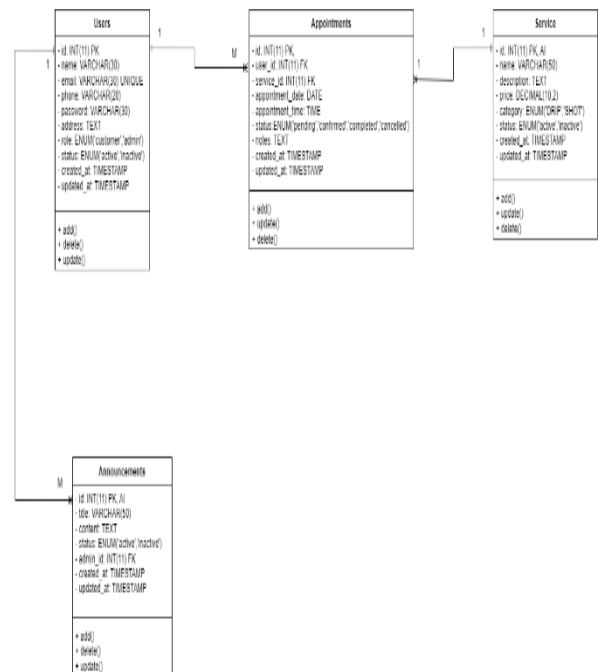 Users
- id: INT(11) PK
- name: VARCHAR(30)
- email: VARCHAR(30) UNIQUE
- phone: VARCHAR(20)
- password: VARCHAR(30)
- address: TEXT
- role: ENUM('customer','admin')
- status: ENUM('active','inactive')
- created_at: TIMESTAMP
- updated_at: TIMESTAMP
+ add()
+ delete()
+ update()
1
1
M
Appointments
- id: INT(11) PK,
- user_id: INT(11) FK
- service_id: INT(11) FK
- appointment_date: DATE
- appointment_time: TIME
- status:ENUM('pending','confirmed','completed','cancelled')
- notes: TEXT
- created_at: TIMESTAMP
- updated_at: TIMESTAMP
+ add()
+ update()
+ delete()
1
1
Service
- id: INT(11) PK, AI
- name: VARCHAR(50)
- description: TEXT
- price: DECIMAL(10,2)
- category: ENUM('DRIP','SHOT')
- status: ENUM('active','inactive')
- created_at: TIMESTAMP
- updated_at: TIMESTAMP
+ add()
+ update()
+ delete()
M
Announcements
- id: INT(11) PK, AI
- title: VARCHAR(50)
- content: TEXT
- status: ENUM('active','inactive')
- admin_id: INT(11) FK
- created_at: TIMESTAMP
- updated_at: TIMESTAMP
+ add()
+ delete()
+ update()